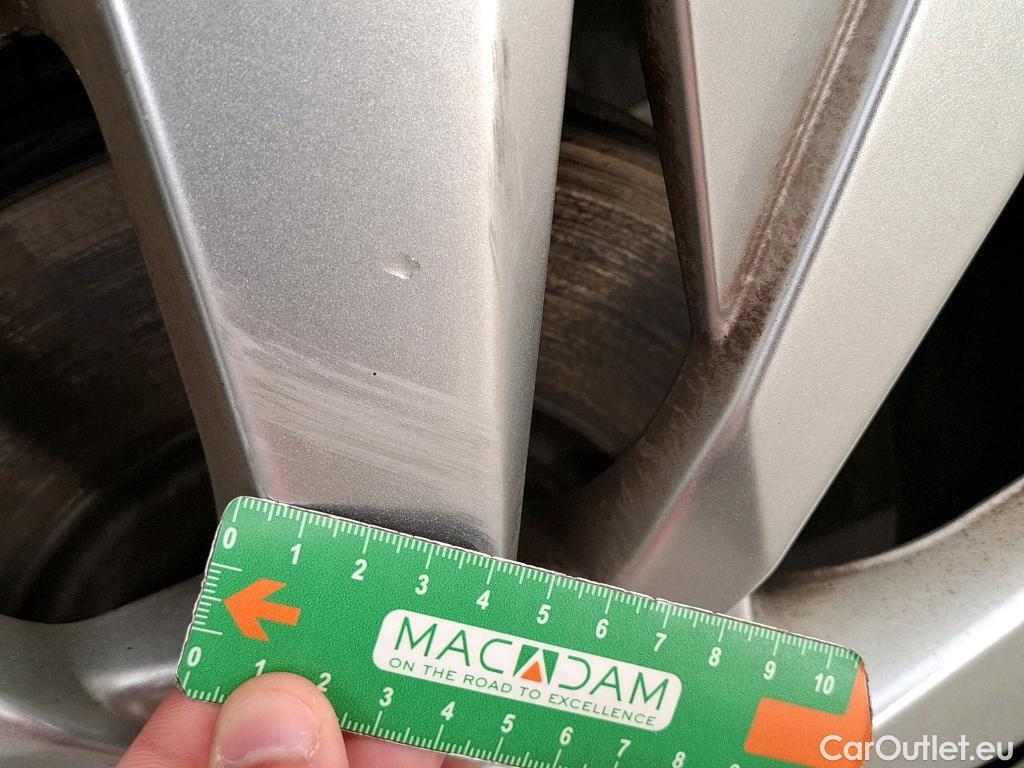 0 1 2 3 4 5 6 7 8 9 10
MACADAM
ON THE ROAD TO EXCELLENCE
0 1 2 3 4 5 6 7 8
CarOutlet.eu